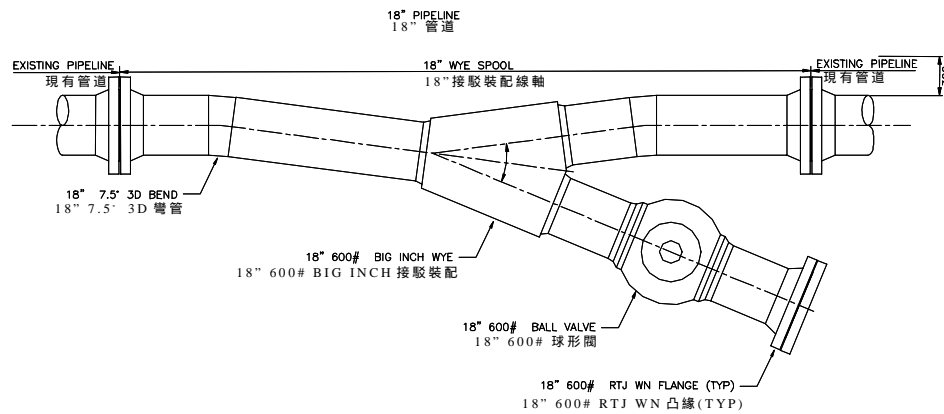 18" PIPELINE
18” 管道
EXISTING PIPELINE
現有管道
18" WYE SPOOL
18”接駁裝配線軸
EXISTING PIPELINE
現有管道
18" 7.5° 3D BEND
18” 7.5° 3D 彎管
18" 600# BIG INCH WYE
18” 600# BIG INCH 接駁裝配
18" 600# BALL VALVE
18” 600# 球形閥
18" 600# RTJ WN FLANGE (TYP)
18” 600# RTJ WN 凸緣(TYP)